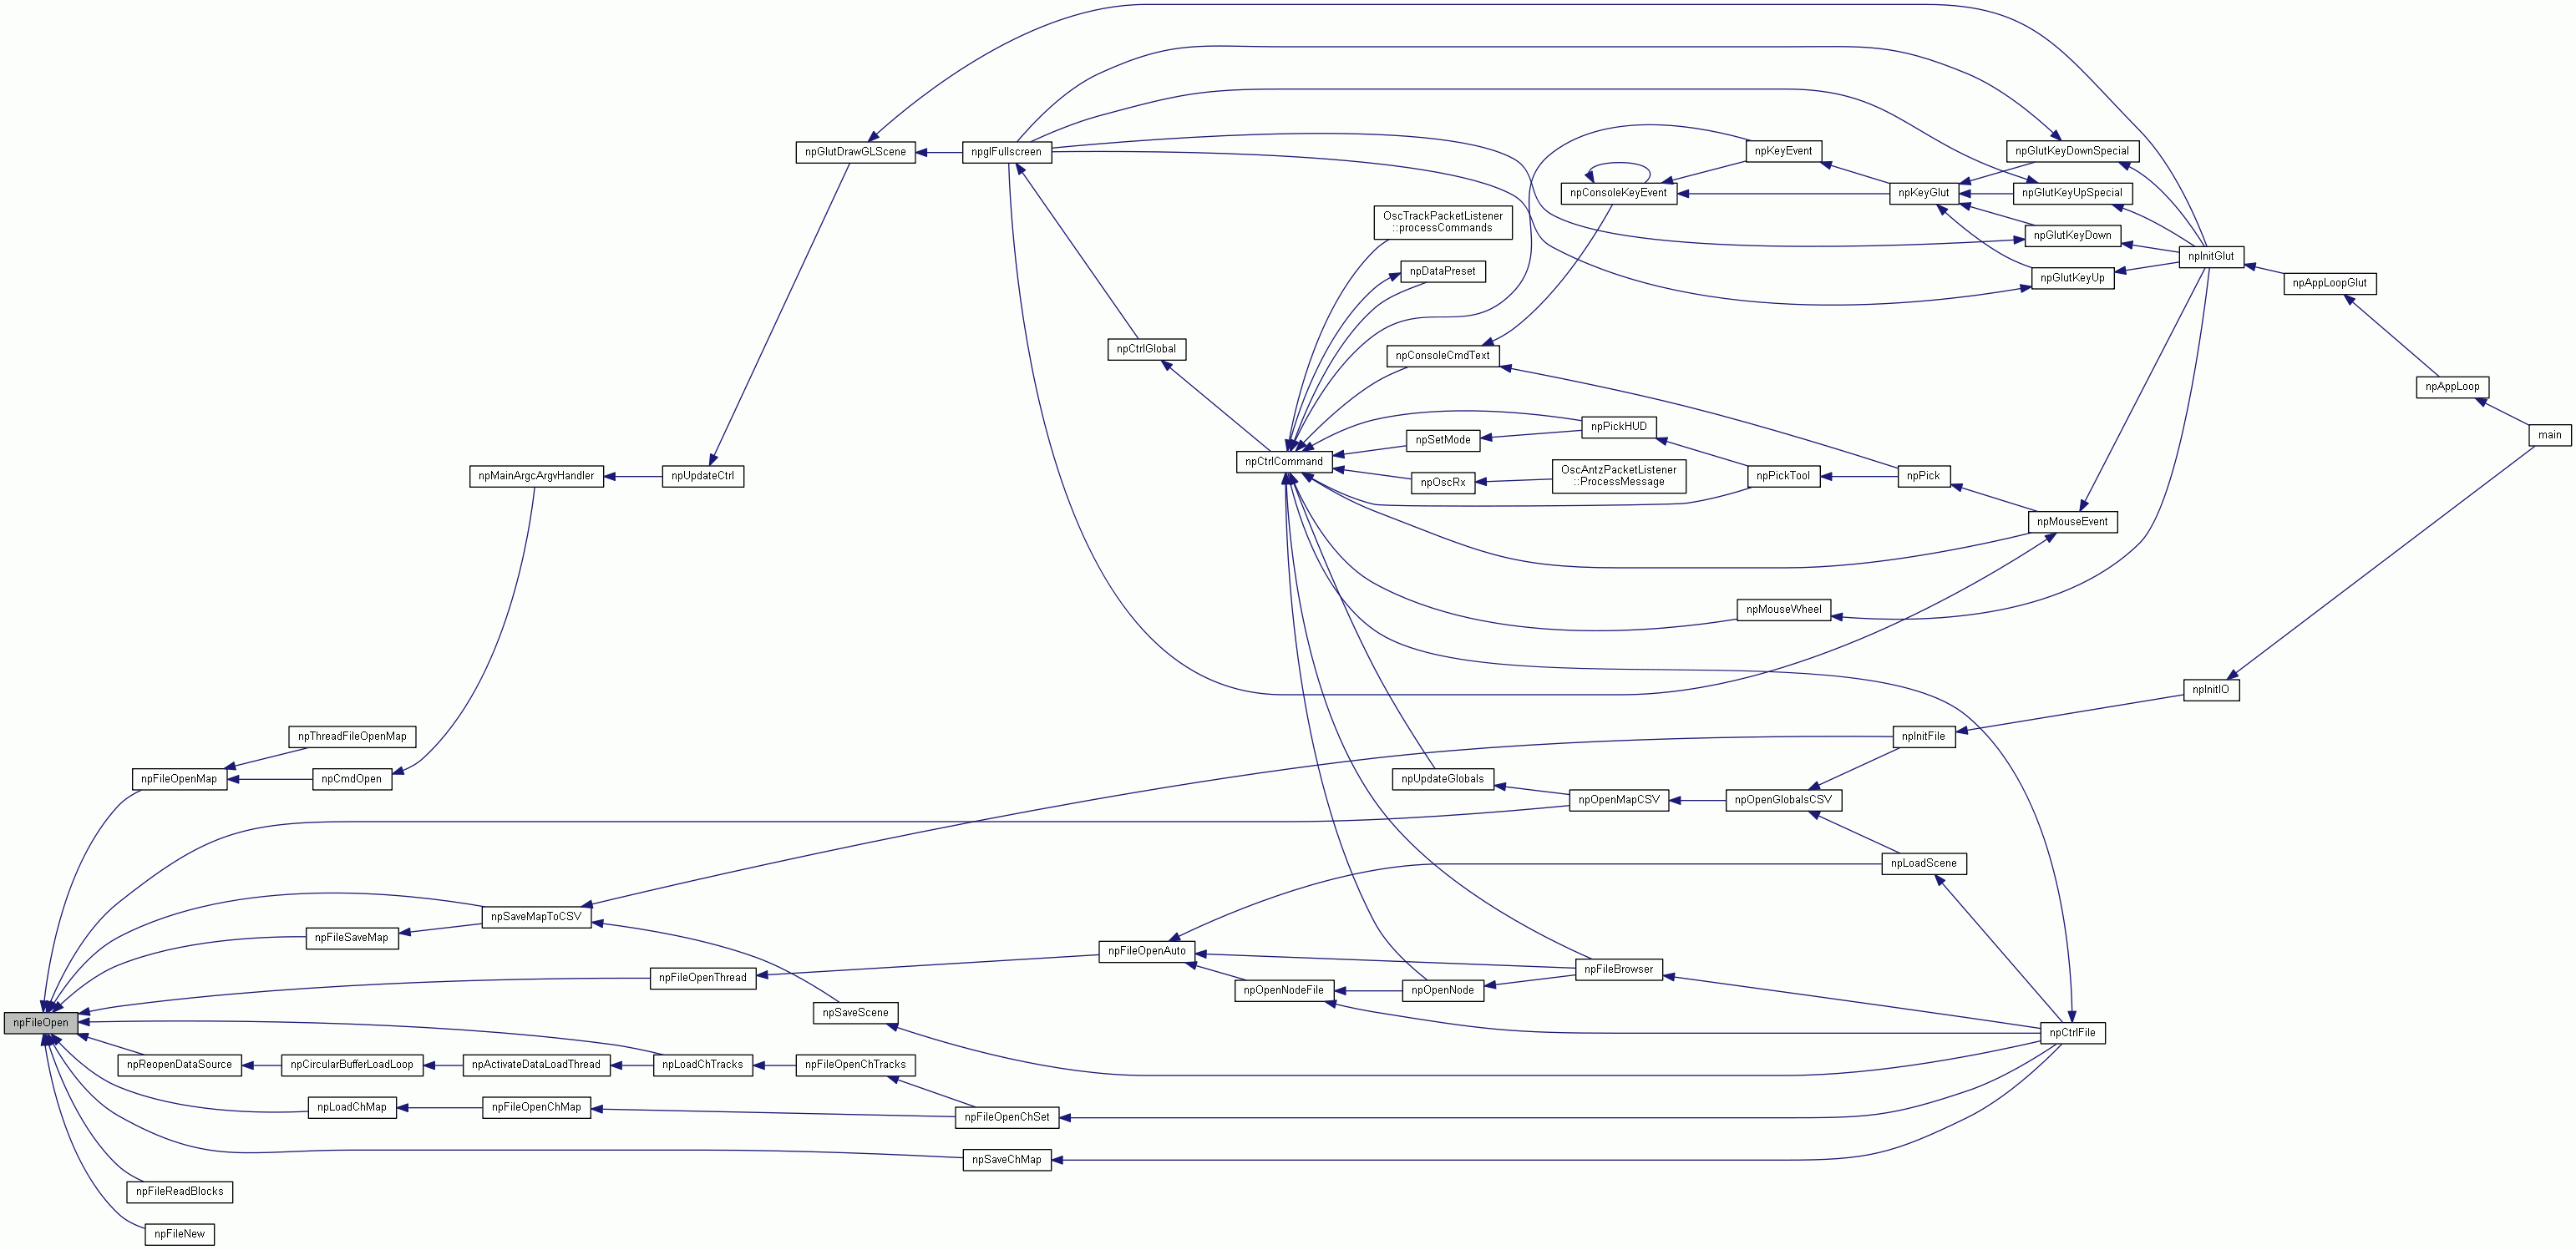 npGlutDrawGLScene
npglFullscreen
npKeyEvent
npGlutKeyDownSpecial
npConsoleKeyEvent
npKeyGlut
npGlutKeyUpSpecial
OscTrackPacketListener
::processCommands
npGlutKeyDown
npInitGlut
npDataPreset
npGlutKeyUp
npAppLoopGlut
npCtrlGlobal
npConsoleCmdText
npAppLoop
npPickHUD
npSetMode
main
npCtrlCommand
npMainArgcArgvHandler
npUpdateCtrl
npOscRx
OscAntzPacketListener
::ProcessMessage
npPickTool
npPick
npMouseEvent
npMouseWheel
npInitIO
npThreadFileOpenMap
npInitFile
npFileOpenMap
npCmdOpen
npUpdateGlobals
npOpenMapCSV
npOpenGlobalsCSV
npLoadScene
npSaveMapToCSV
npFileSaveMap
npFileOpenAuto
npFileOpenThread
npFileBrowser
npOpenNodeFile
npOpenNode
npSaveScene
npFileOpen
npCtrlFile
npReopenDataSource
npCircularBufferLoadLoop
npActivateDataLoadThread
npLoadChTracks
npFileOpenChTracks
npLoadChMap
npFileOpenChMap
npFileOpenChSet
npSaveChMap
npFileReadBlocks
npFileNew